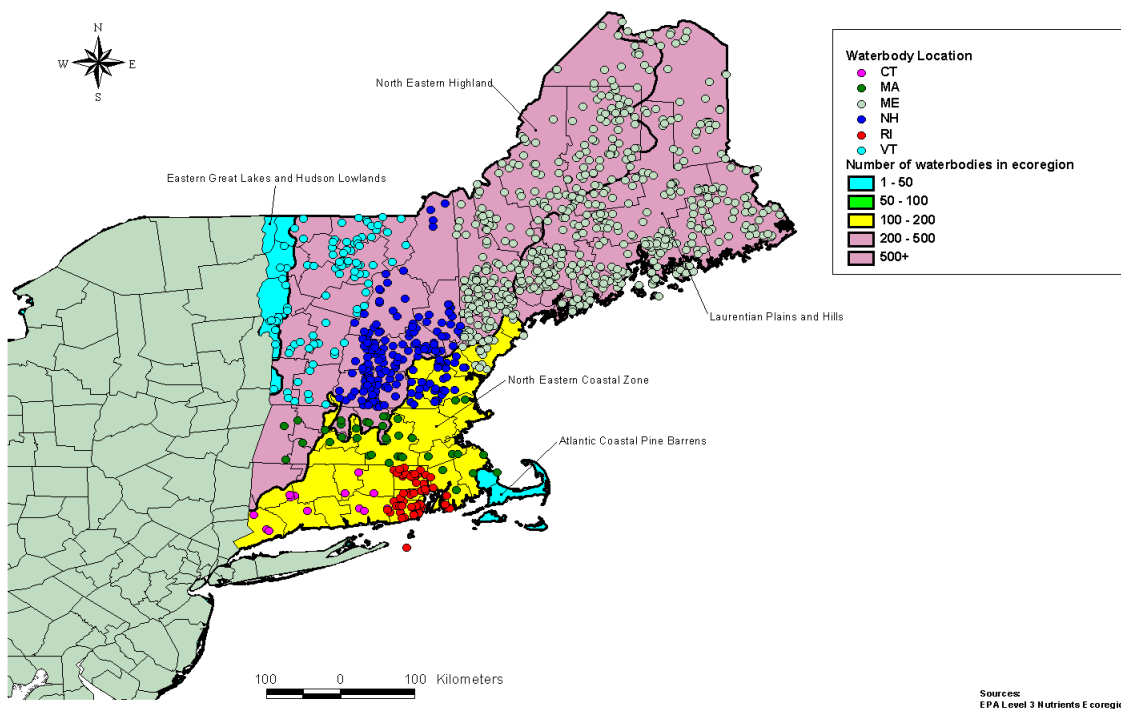 N
W
E
S
North Eastern Highland
Eastern Great Lakes and Hudson Lowlands
Laurentian Plains and Hills
North Eastern Coastal Zone
Atlantic Coastal Pine Barrens
100 0 100 Kilometers
Waterbody Location
CT
MA
ME
NH
RI
VT
Number of waterbodies in ecoregion
1 - 50
50 - 100
100 - 200
200 - 500
500+
Sources:
EPA Level 3 Nutrients Ecoregio